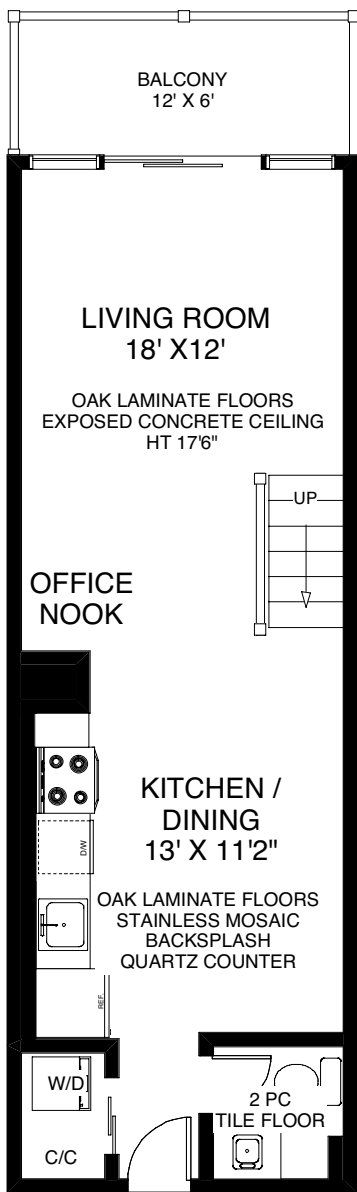 BALCONY
12' X 6'
LIVING ROOM
18' X12'
OAK LAMINATE FLOORS
EXPOSED CONCRETE CEILING
HT 17'6"
UP
OFFICE
NOOK
KITCHEN /
DINING
13' X 11'2"
D/W
OAK LAMINATE FLOORS
STAINLESS MOSAIC
BACKSPLASH
QUARTZ COUNTER
REF.
W/D
C/C
2 PC
TILE FLOOR